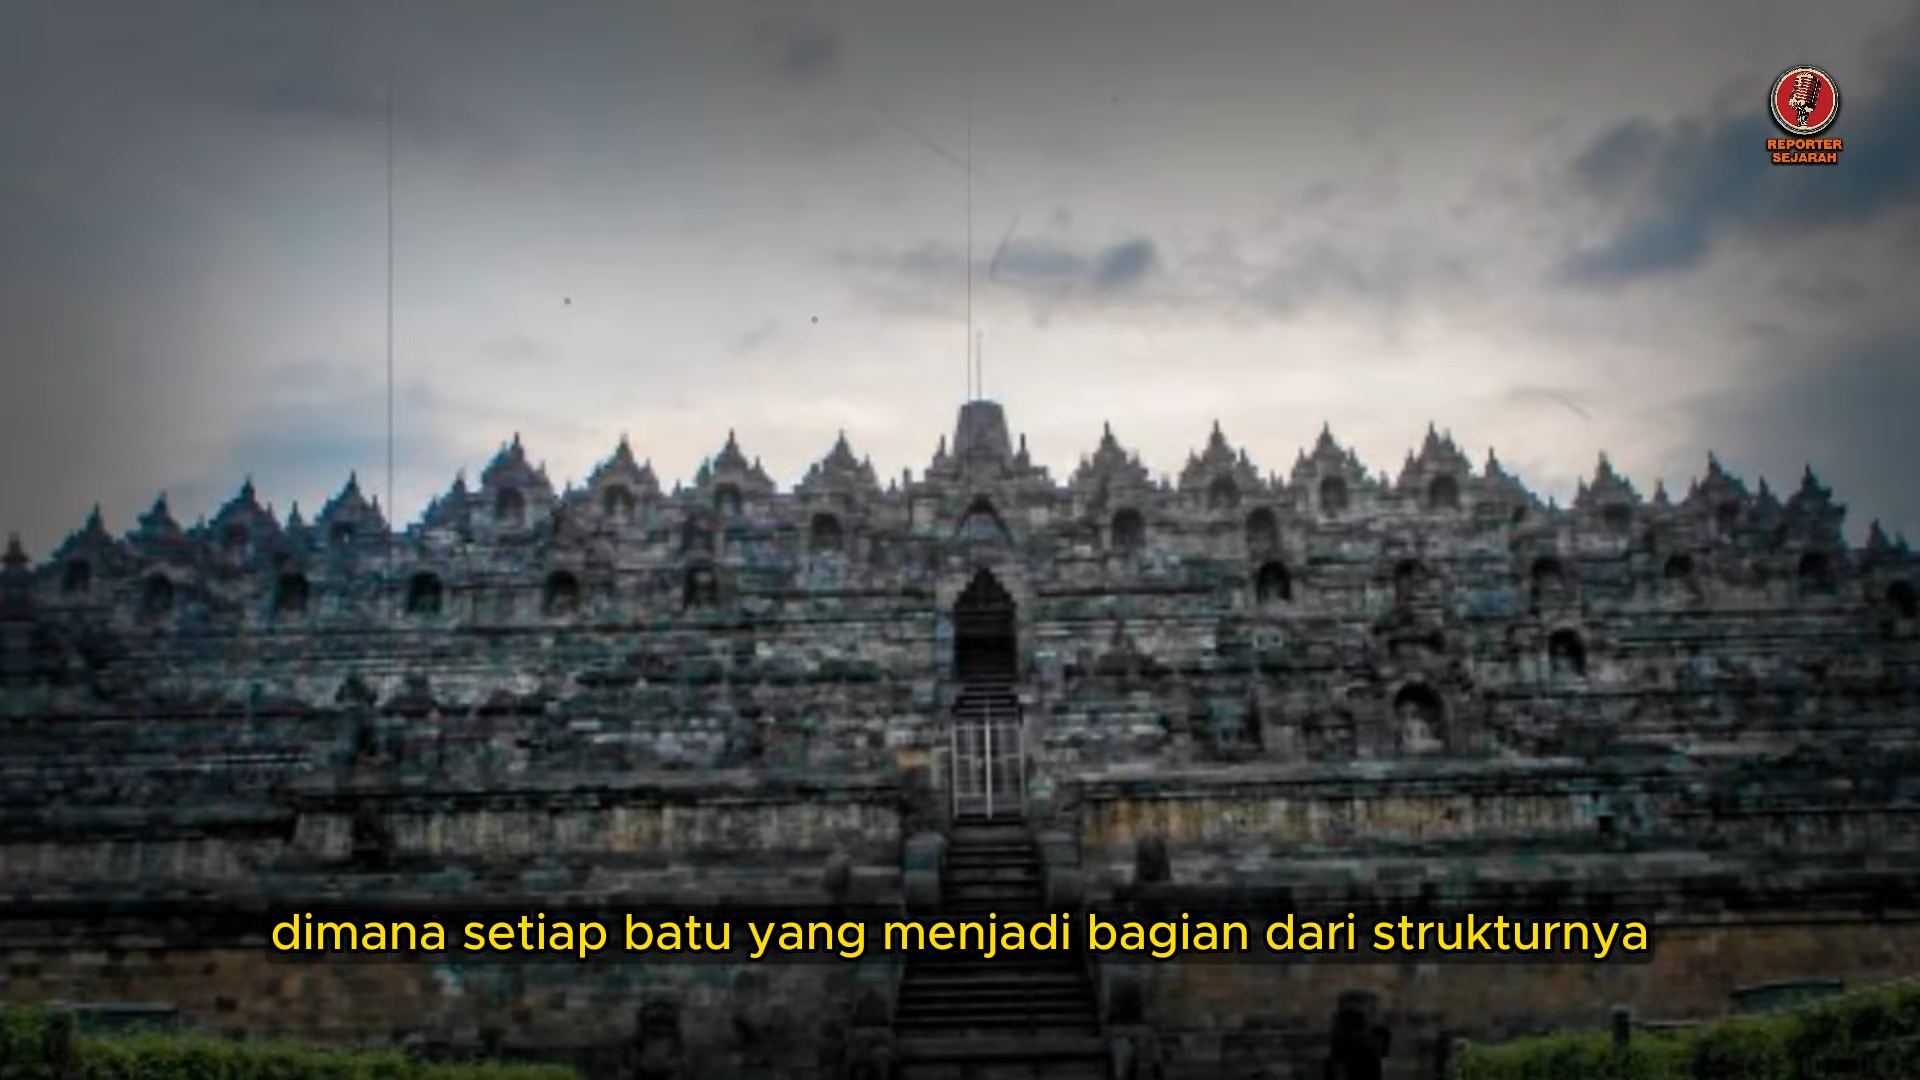 REPORTER
SEJARAH
dimana setiap batu yang menjadi bagian dari strukturnya